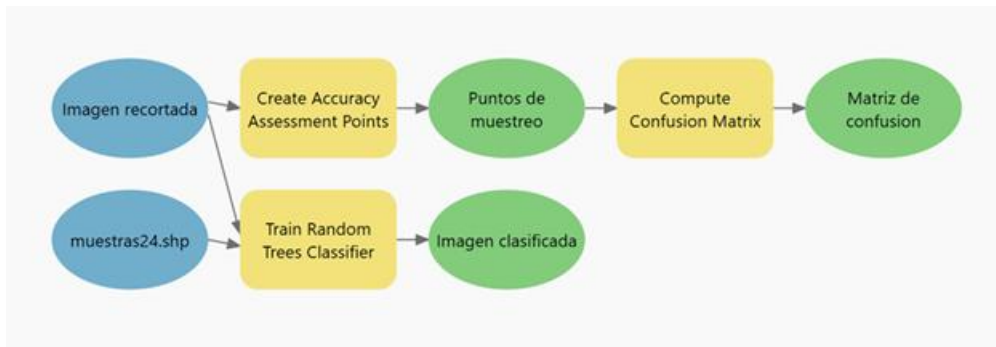 Imagen recortada
Create Accuracy
Assessment Points
Puntos de
muestreo
Compute
Confusion Matrix
Matriz de
confusion
muestras24.shp
Train Random
Trees Classifier
Imagen clasificada